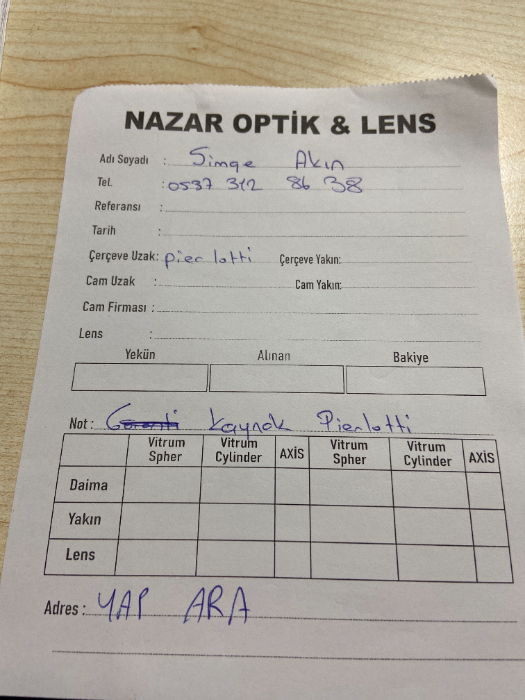 NAZAR OPTİK & LENS
Adı Soyadı : Simge Akın
Tel. : 0537 312 86 38
Referansı :
Tarih :
Çerçeve Uzak: pier lotti Çerçeve Yakın:
Cam Uzak : Cam Yakın:
Cam Firması :
Lens :
Yekün Alınan Bakiye
Not : Garanti Kaynak Pierlotti
Vitrum Spher Vitrum Cylinder AXİS Vitrum Spher Vitrum Cylinder AXİS
Daima
Yakın
Lens
Adres : YAP ARA